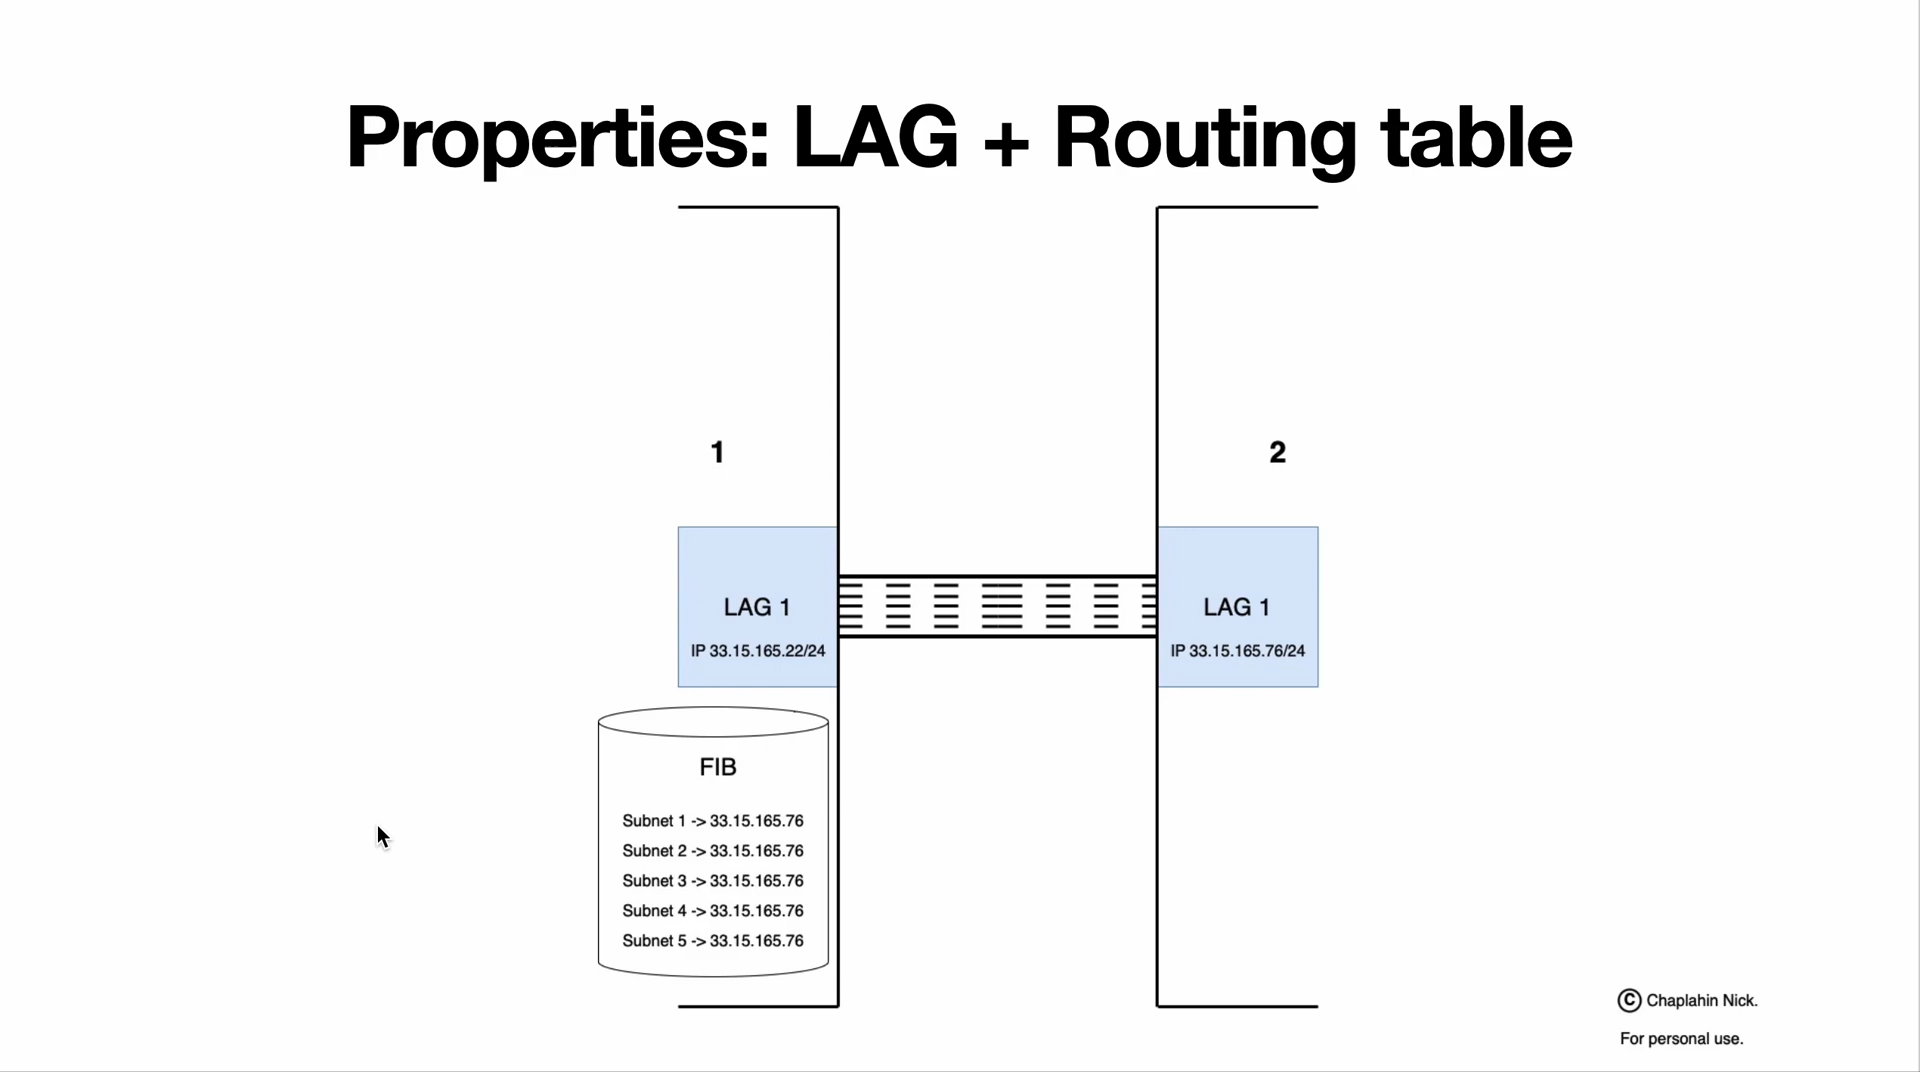 Properties: LAG + Routing table
1
2
LAG 1
IP 33.15.165.22/24
LAG 1
IP 33.15.165.76/24
FIB
Subnet 1 -> 33.15.165.76
Subnet 2 -> 33.15.165.76
Subnet 3 -> 33.15.165.76
Subnet 4 -> 33.15.165.76
Subnet 5 -> 33.15.165.76
© Chaplahin Nick.
For personal use.